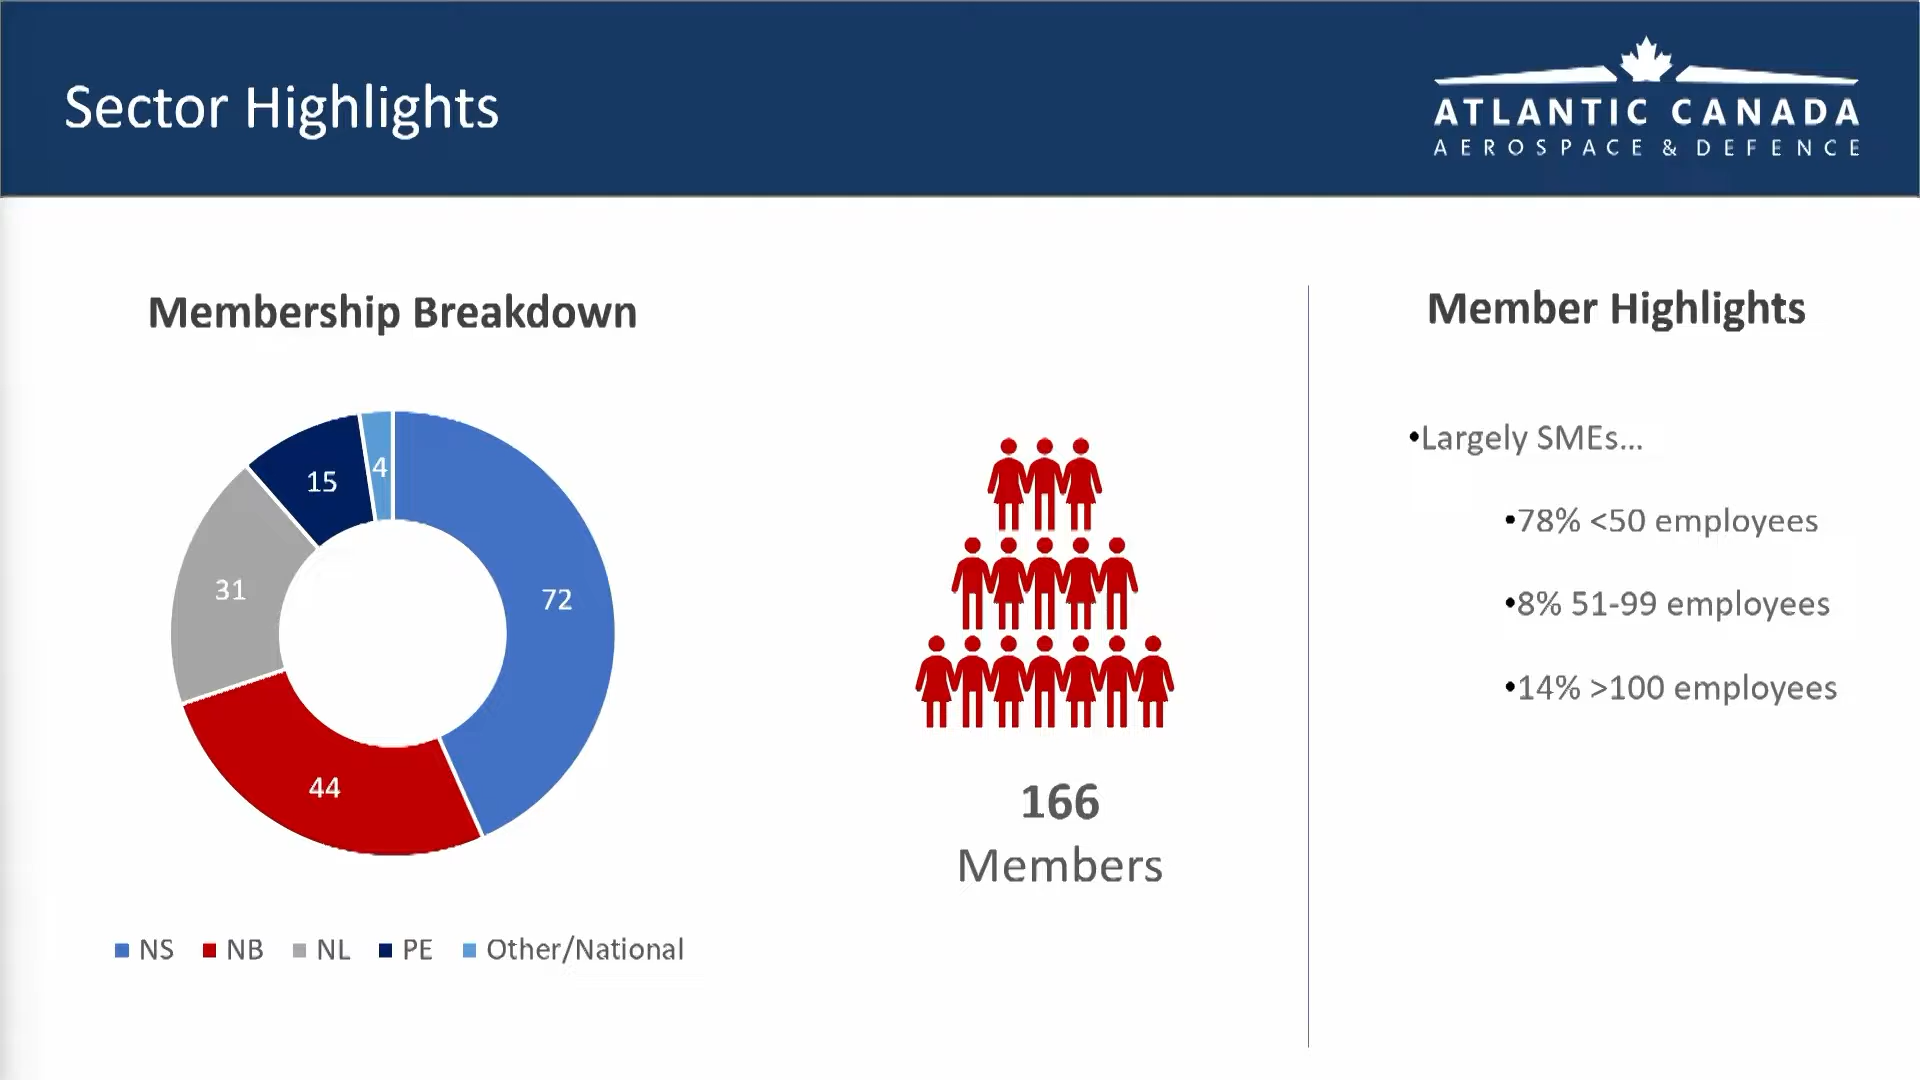 Sector Highlights
ATLANTIC CANADA
AEROSPACE & DEFENCE
Membership Breakdown
4
15
31
72
44
NS NB NL PE Other/National
166
Members
Member Highlights
•Largely SMEs...
•78% <50 employees
•8% 51-99 employees
•14% >100 employees